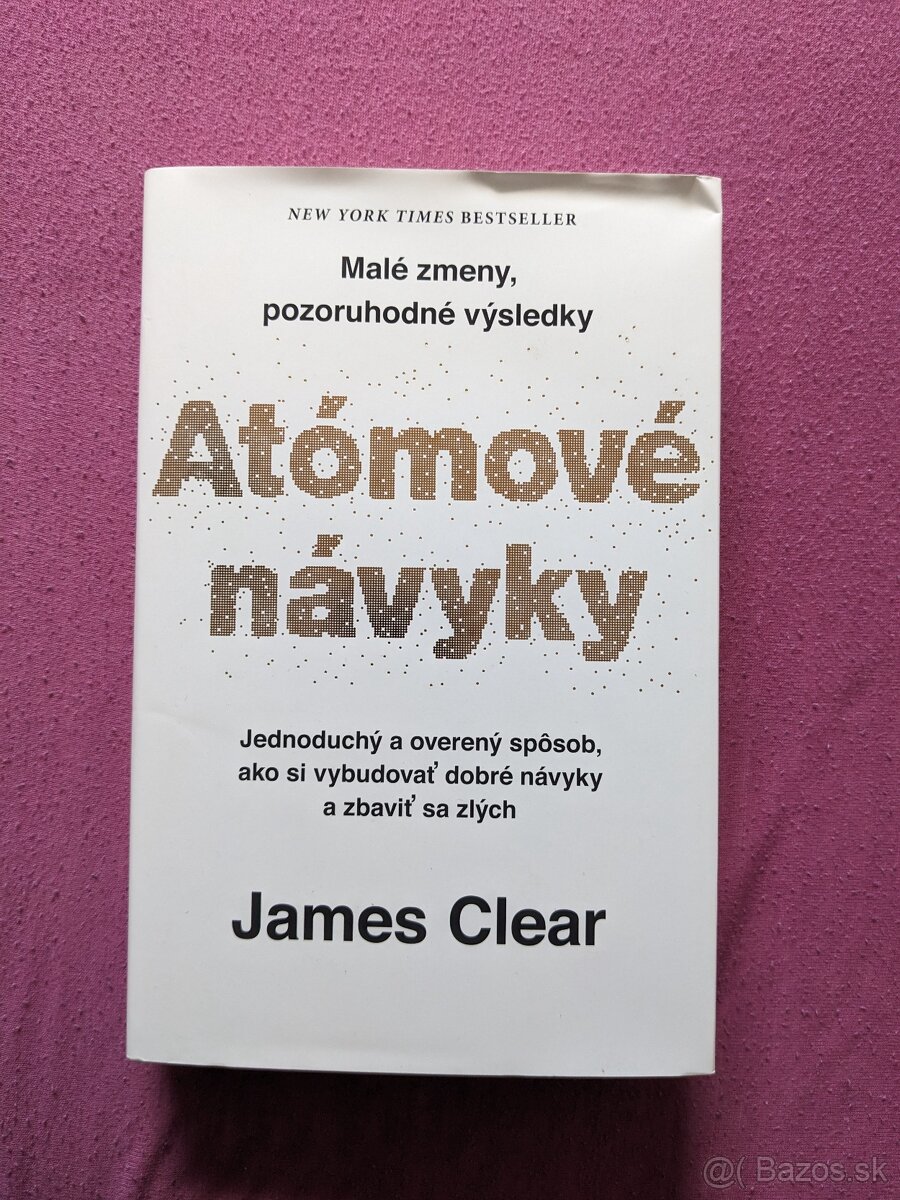 NEW YORK TIMES BESTSELLER
Malé zmeny,
pozoruhodné výsledky
Atómové
návyky
Jednoduchý a overený spôsob,
ako si vybudovať dobré návyky
a zbaviť sa zlých
James Clear
@( Bazos.sk